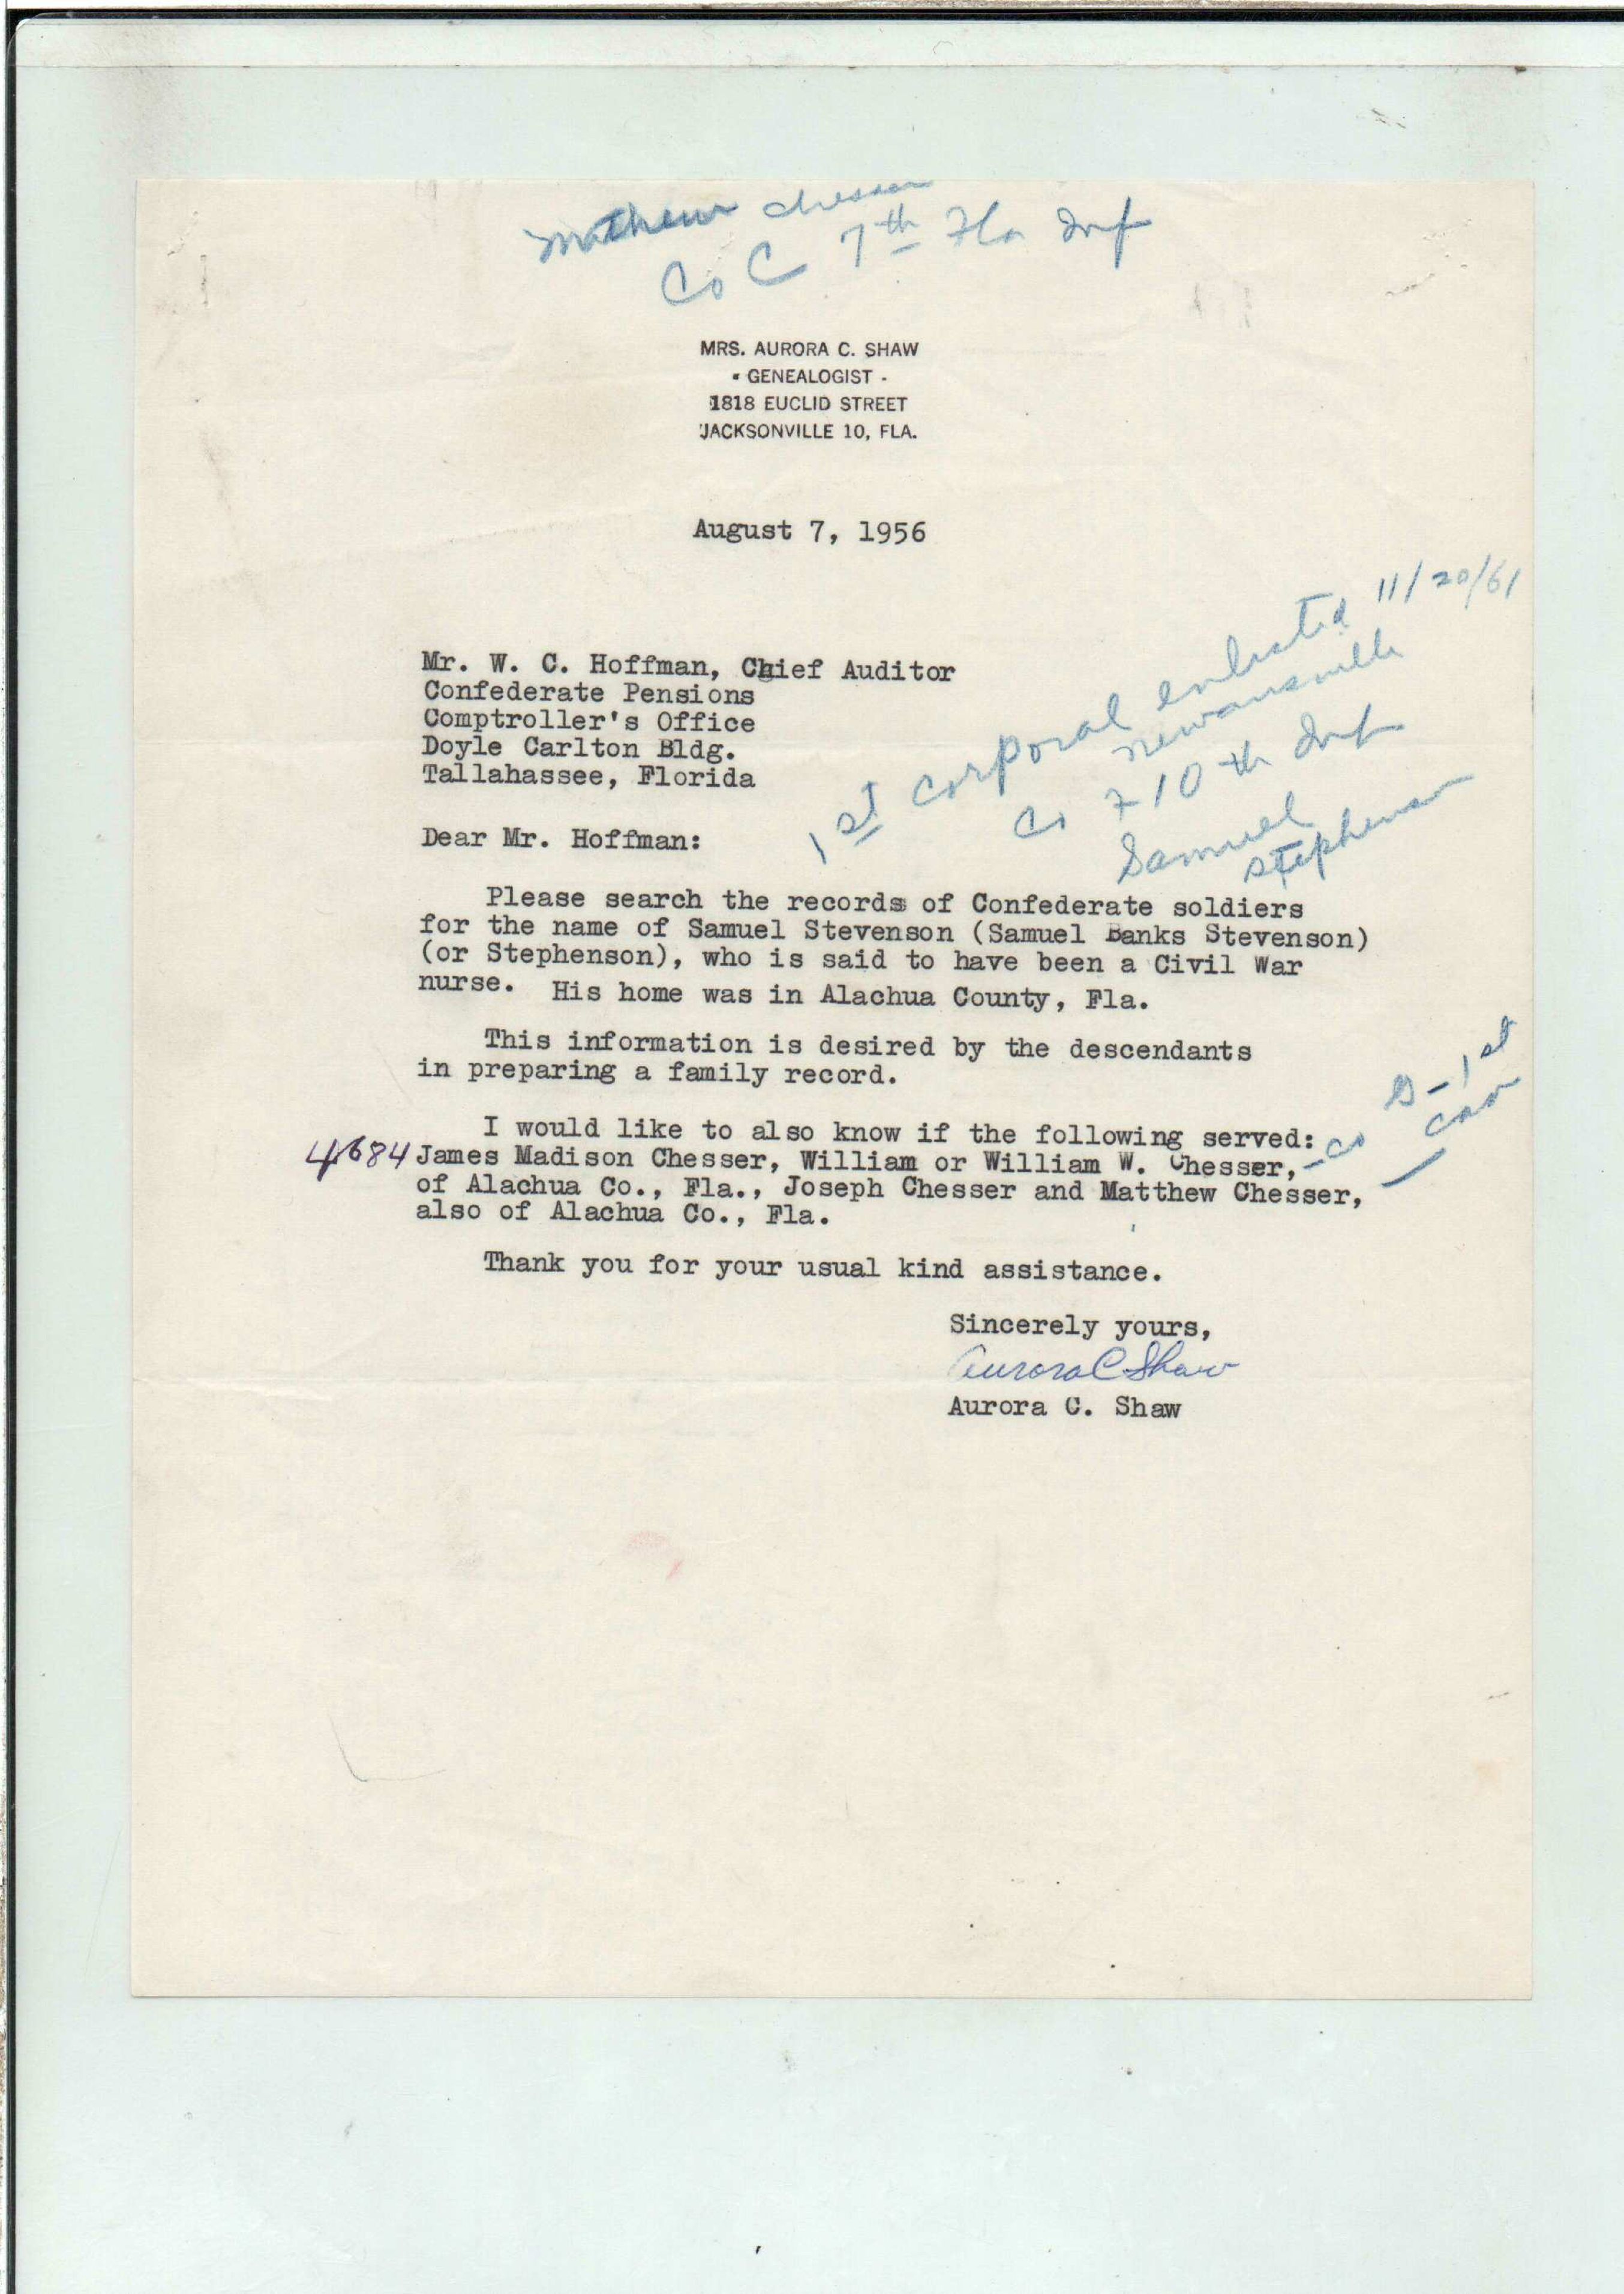 Mathew Chesser
Co C 7th Fla Inf
MRS. AURORA C. SHAW
- GENEALOGIST -
1818 EUCLID STREET
JACKSONVILLE 10, FLA.
August 7, 1956
1st corporal enlisted 11/20/61
newansville
Co F 10th Inf
Samuel
Stephenson
Mr. W. C. Hoffman, Chief Auditor
Confederate Pensions
Comptroller's Office
Doyle Carlton Bldg.
Tallahassee, Florida
Dear Mr. Hoffman:
Please search the records of Confederate soldiers
for the name of Samuel Stevenson (Samuel Banks Stevenson)
(or Stephenson), who is said to have been a Civil War
nurse. His home was in Alachua County, Fla.
This information is desired by the descendants
in preparing a family record.
I would like to also know if the following served:
4684 James Madison Chesser, William or William W. Chesser, - Co
1st
Cav
of Alachua Co., Fla., Joseph Chesser and Matthew Chesser,
also of Alachua Co., Fla.
Thank you for your usual kind assistance.
Sincerely yours,
Aurora C Shaw
Aurora C. Shaw